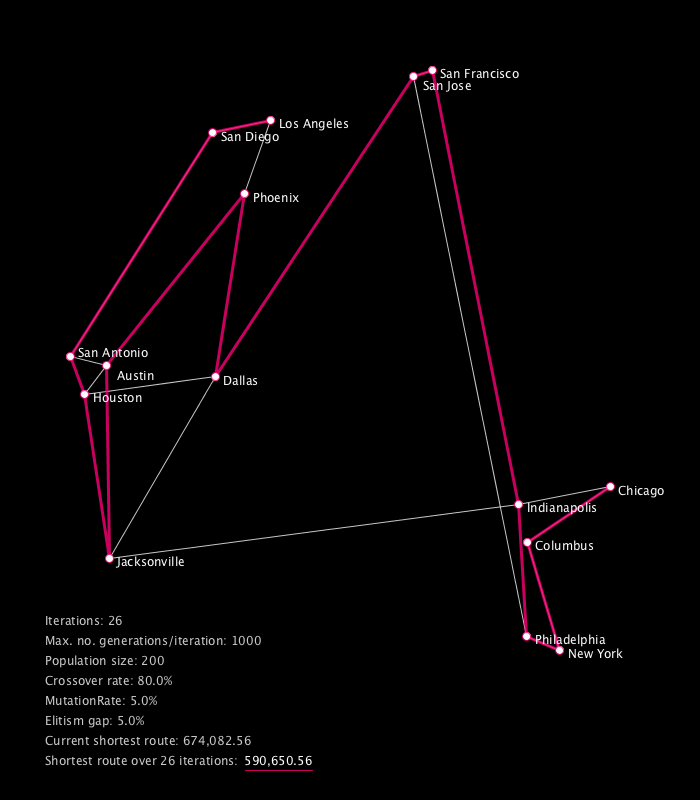 San Francisco
San Jose
Los Angeles
San Diego
Phoenix
San Antonio
Austin
Dallas
Houston
Chicago
Indianapolis
Columbus
Jacksonville
Philadelphia
New York
Iterations: 26
Max. no. generations/iteration: 1000
Population size: 200
Crossover rate: 80.0%
MutationRate: 5.0%
Elitism gap: 5.0%
Current shortest route: 674,082.56
Shortest route over 26 iterations: 590,650.56